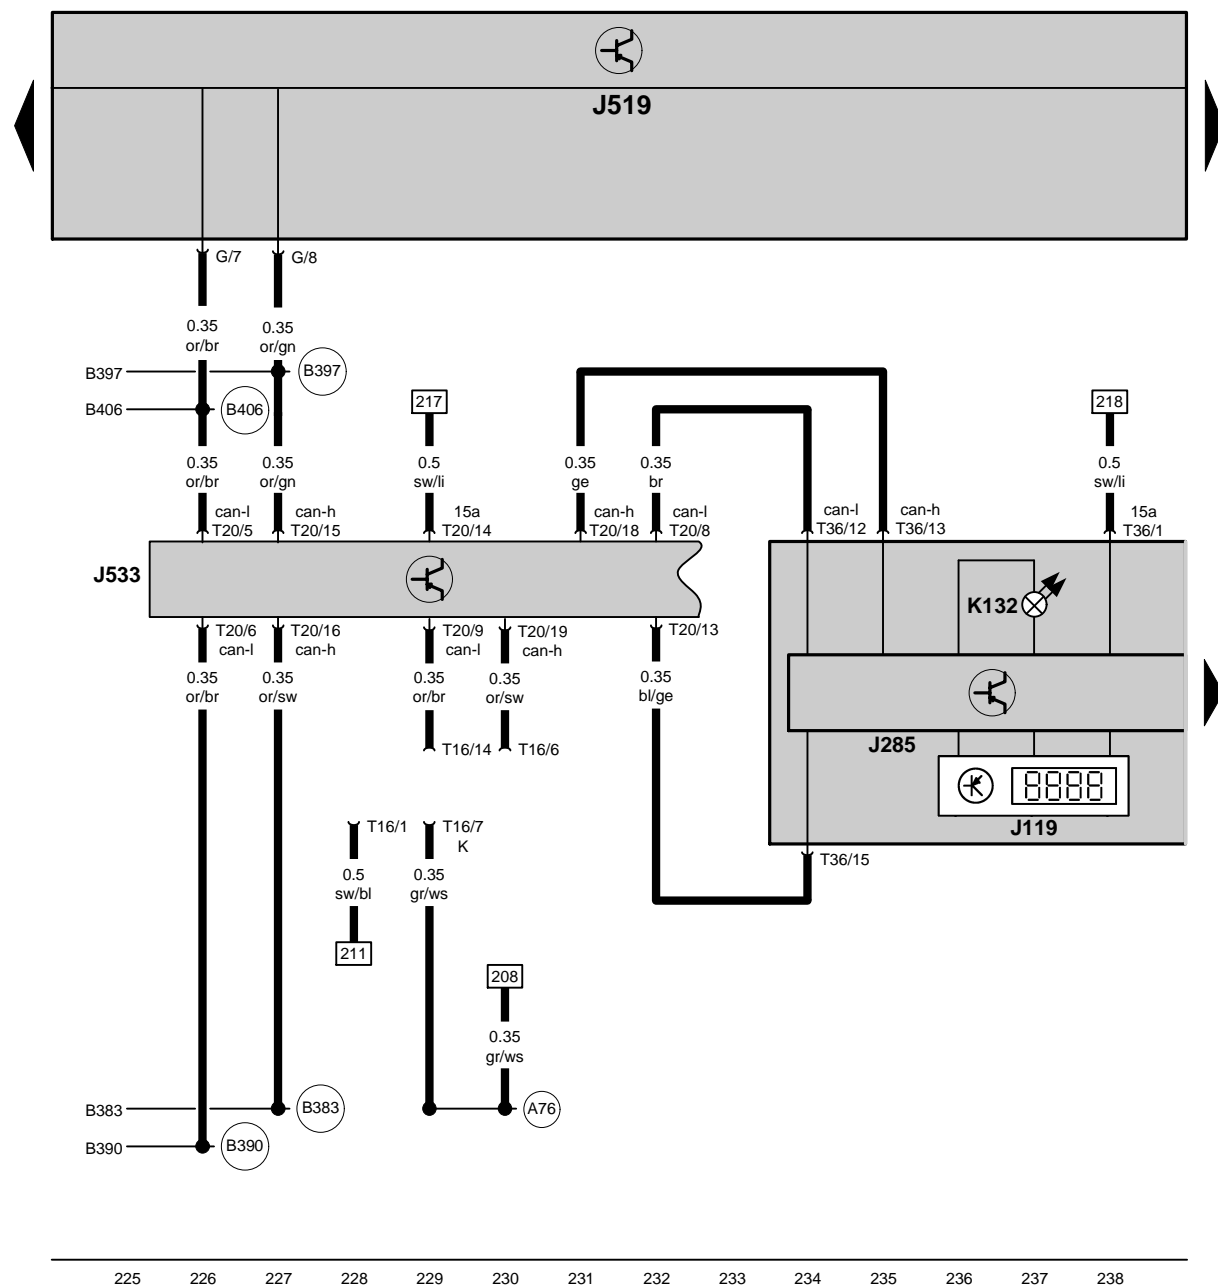 J519
G/7 G/8
0.35 0.35
or/br or/gn
B397 B397
B406 B406
217 218
0.35 0.35 0.5 0.35 0.35 0.5
or/br or/gn sw/li ge br sw/li
can-l can-h 15a can-h can-l can-l can-h 15a
T20/5 T20/15 T20/14 T20/18 T20/8 T36/12 T36/13 T36/1
J533
K132
T20/6 T20/16 T20/9 T20/19 T20/13
can-l can-h can-l can-h
0.35 0.35 0.35 0.35 0.35
or/br or/sw or/br or/sw bl/ge
J285
T16/14 T16/6
8888
J119
T16/1 T16/7
K
T36/15
0.5 0.35
sw/bl gr/ws
211
208
0.35
gr/ws
B383 B383 A76
B390 B390
225 226 227 228 229 230 231 232 233 234 235 236 237 238